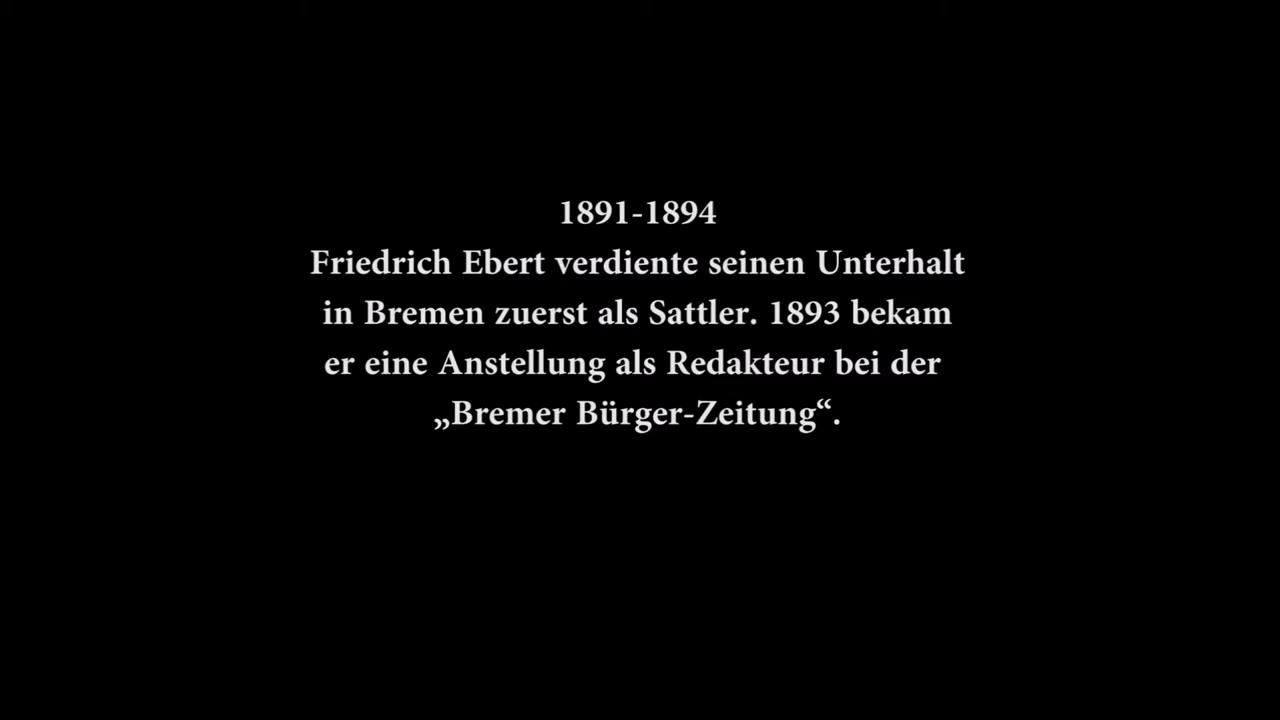 1891-1894
Friedrich Ebert verdiente seinen Unterhalt
in Bremen zuerst als Sattler. 1893 bekam
er eine Anstellung als Redakteur bei der
„Bremer Bürger-Zeitung“.